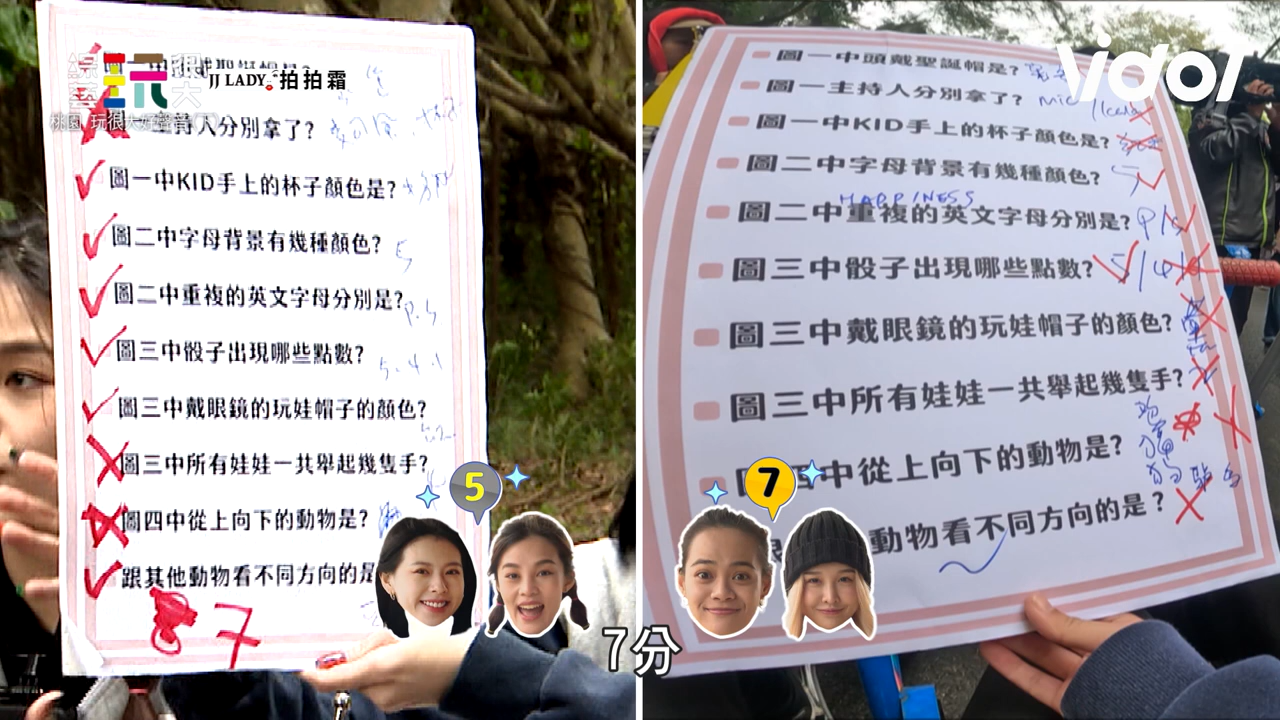 綜藝玩很大
JJ LADY 拍拍霜
桃園 玩很大好聲音(下)
主持人分別拿了?
圖一中KID手上的杯子顏色是?
圖二中字母背景有幾種顏色?
5
圖二中重複的英文字母分別是?
P.S
圖三中骰子出現哪些點數?
5.4.1
圖三中戴眼鏡的玩娃帽子的顏色?
圖三中所有娃娃一共舉起幾隻手?
圖四中從上向下的動物是?
跟其他動物看不同方向的是
7
5
vidol
圖一中頭戴聖誕帽是?
圖一主持人分別拿了?
圖一中KID手上的杯子顏色是?
圖二中字母背景有幾種顏色?
5
HAPPINESS
圖二中重複的英文字母分別是?
P/S
圖三中骰子出現哪些點數?
圖三中戴眼鏡的玩娃帽子的顏色?
圖三中所有娃娃一共舉起幾隻手?
四中從上向下的動物是?
動物看不同方向的是?
7
7分